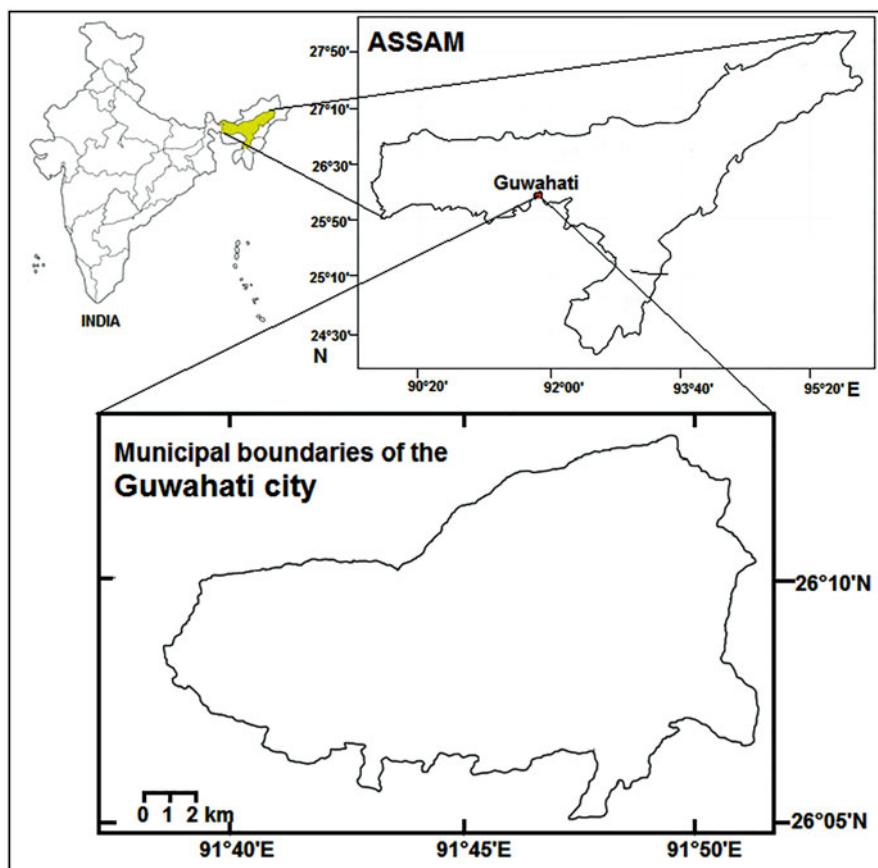 ASSAM
27°50'
27°10'
26°30'
25°50'
25°10'
24°30'
N
Guwahati
INDIA
90°20'
92°00'
93°40'
95°20' E
Municipal boundaries of the
Guwahati city
26°10'N
26°05'N
0 1 2 km
91°40'E
91°45'E
91°50'E